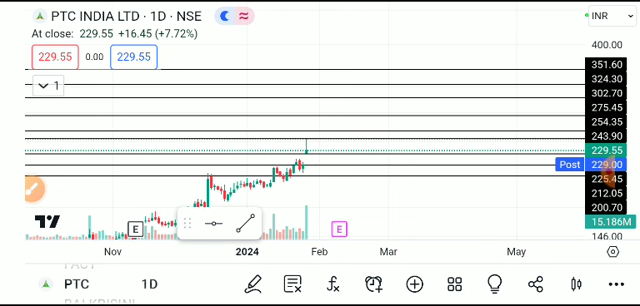 PTC INDIA LTD · 1D · NSE
INR
At close: 229.55 +16.45 (+7.72%)
229.55 0.00 229.55
1
400.00
351.60
324.30
302.70
275.45
254.35
243.90
229.55
Post 229.00
225.45
212.05
200.70
15.186M
146.00
E E
Nov 2024 Feb Mar May
PTC 1D